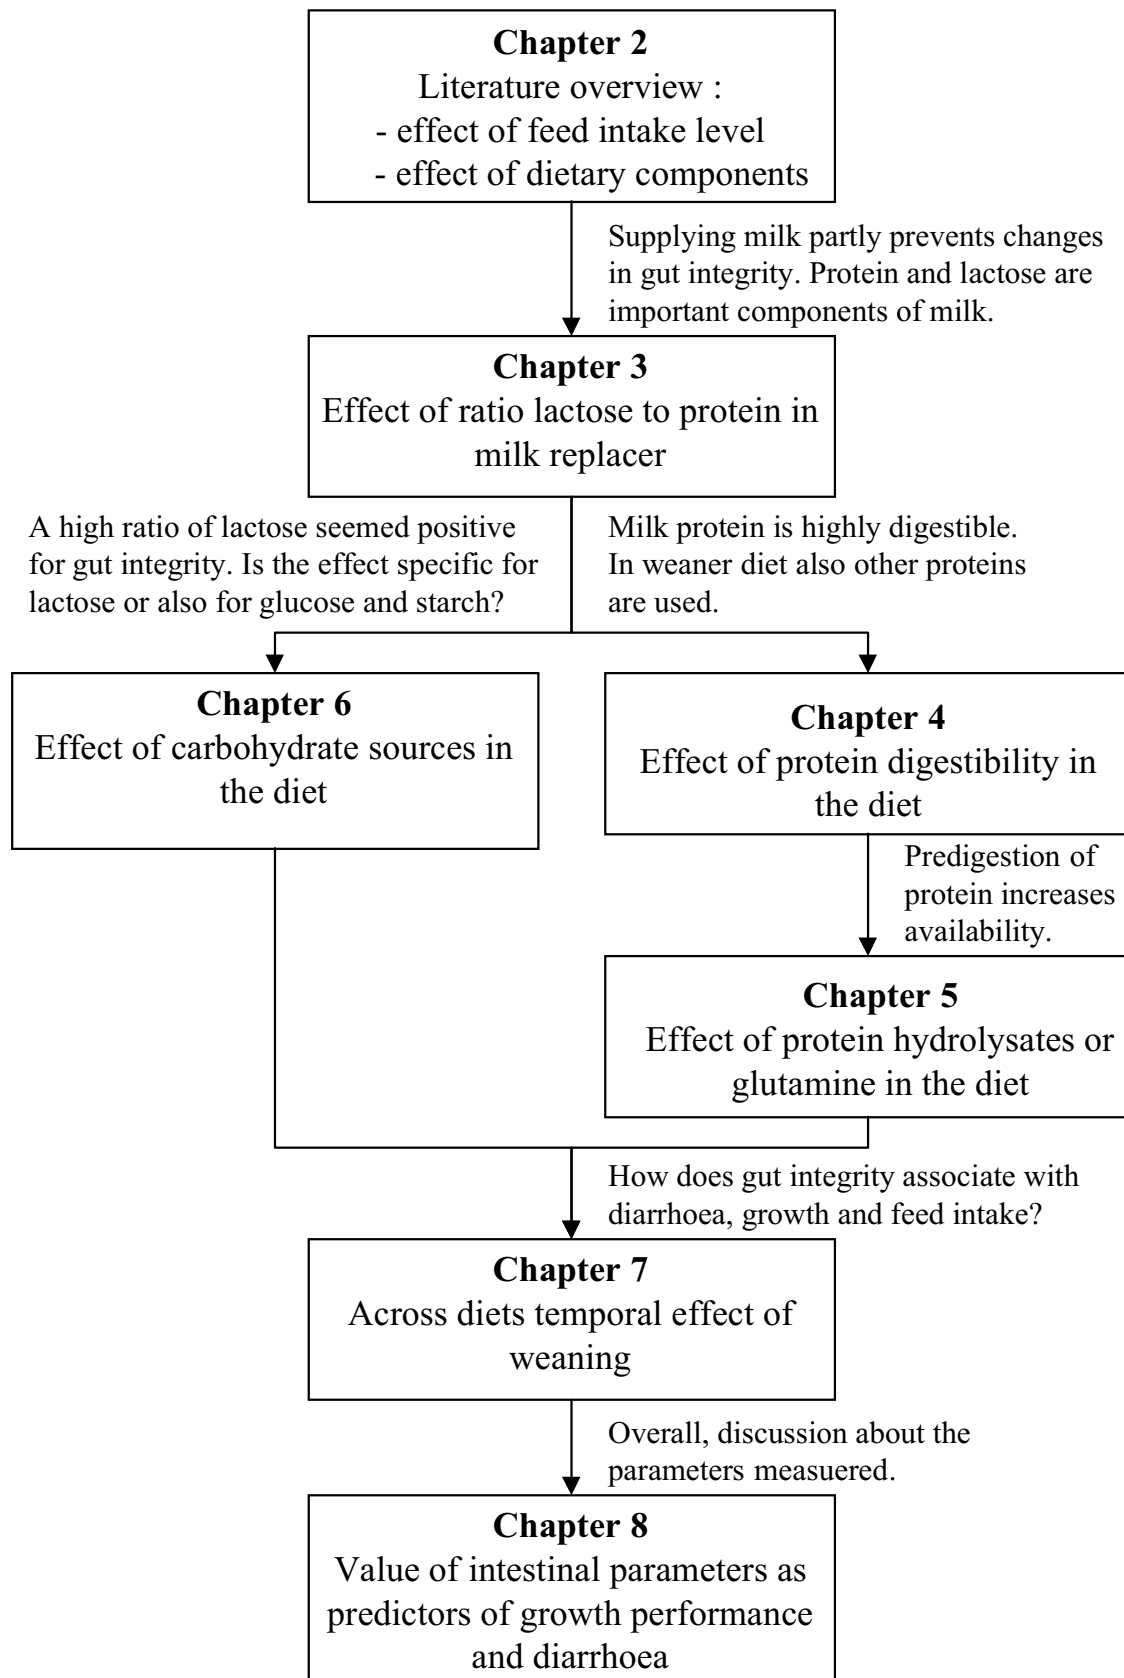 Chapter 2
Literature overview :
- effect of feed intake level
- effect of dietary components
Supplying milk partly prevents changes
in gut integrity. Protein and lactose are
important components of milk.
Chapter 3
Effect of ratio lactose to protein in
milk replacer
A high ratio of lactose seemed positive
for gut integrity. Is the effect specific for
lactose or also for glucose and starch?
Milk protein is highly digestible.
In weaner diet also other proteins
are used.
Chapter 6
Effect of carbohydrate sources in
the diet
Chapter 4
Effect of protein digestibility in
the diet
Predigestion of
protein increases
availability.
Chapter 5
Effect of protein hydrolysates or
glutamine in the diet
How does gut integrity associate with
diarrhoea, growth and feed intake?
Chapter 7
Across diets temporal effect of
weaning
Overall, discussion about the
parameters measuered.
Chapter 8
Value of intestinal parameters as
predictors of growth performance
and diarrhoea